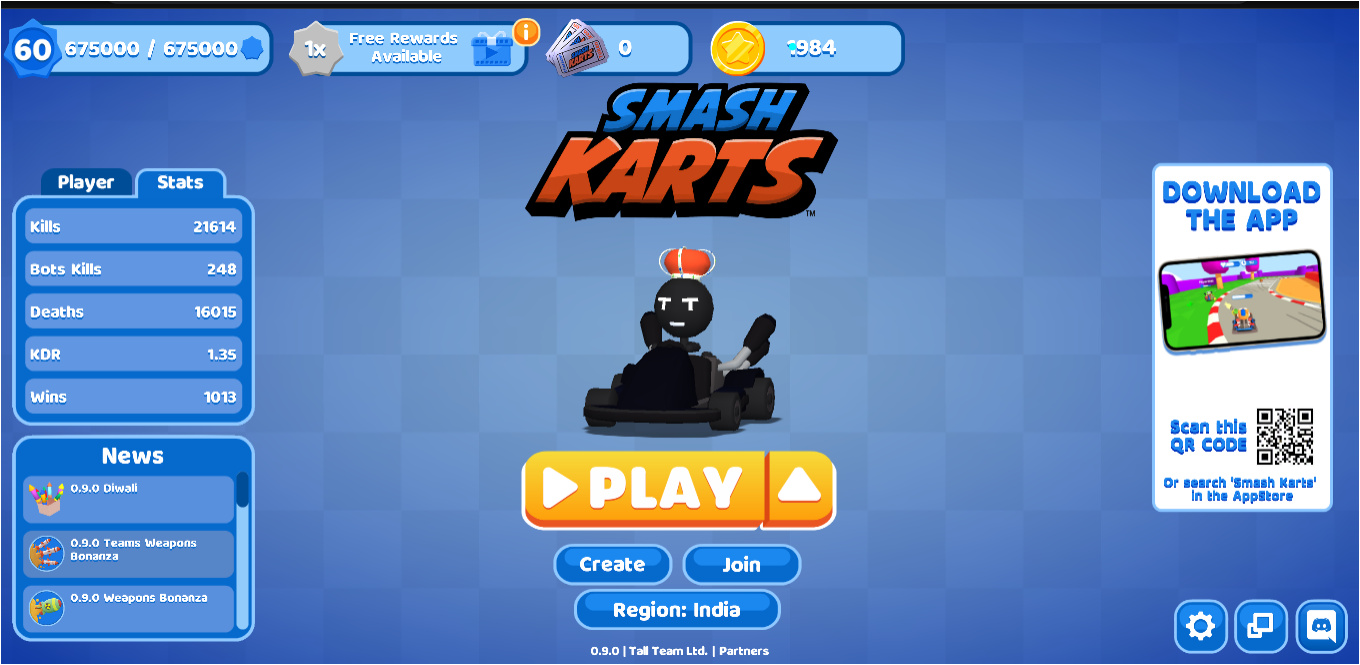 60
675000 / 675000
1x
Free Rewards
Available
i
SMASH KARTS
0
1984
SMASH
KARTS
TM
Player
Stats
Kills 21614
Bots Kills 248
Deaths 16015
KDR 1.35
Wins 1013
News
0.9.0 Diwali
0.9.0 Teams Weapons
Bonanza
0.9.0 Weapons Bonanza
PLAY
Create
Join
Region: India
0.9.0 | Tall Team Ltd. | Partners
DOWNLOAD
THE APP
Scan this
QR CODE
Or search 'Smash Karts'
in the AppStore